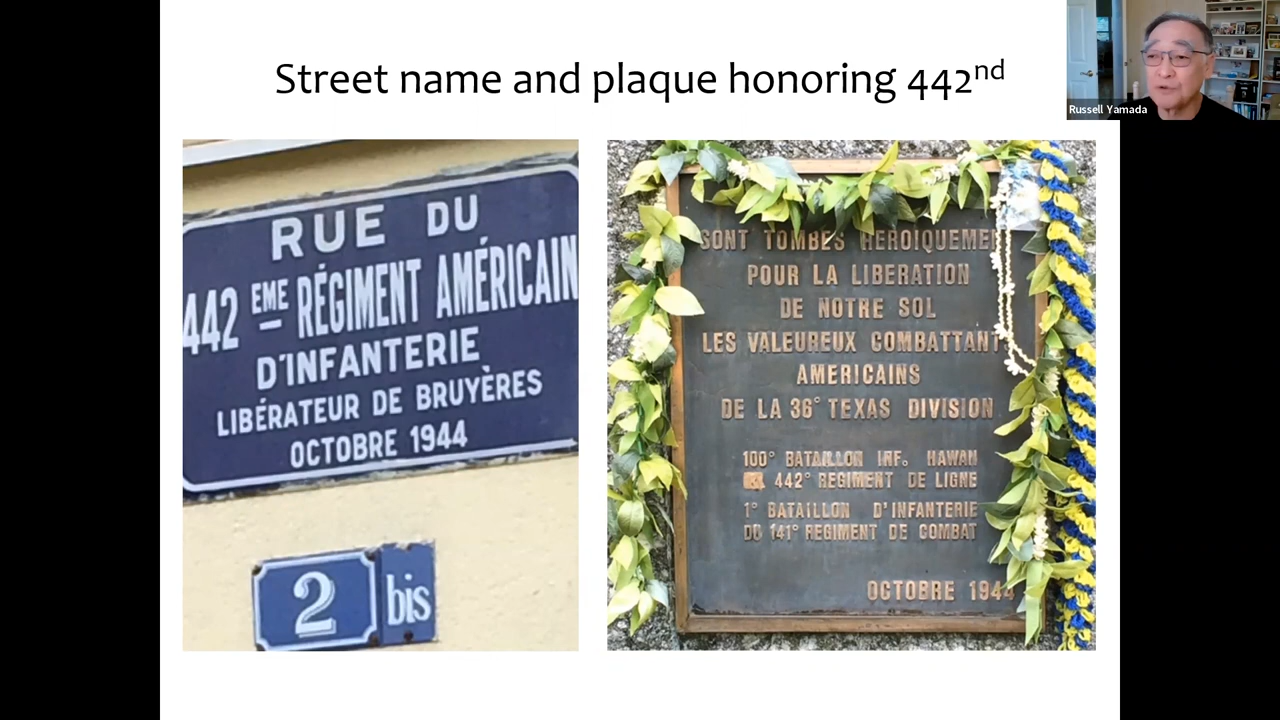 Street name and plaque honoring 442nd
Russell Yamada
RUE DU
442 EME RÉGIMENT AMÉRICAIN
D'INFANTERIE
LIBÉRATEUR DE BRUYÈRES
OCTOBRE 1944
2 bis
SONT TOMBES HEROIQUEMEN
POUR LA LIBERATION
DE NOTRE SOL
LES VALEUREUX COMBATTANT
AMERICAINS
DE LA 36° TEXAS DIVISION
100° BATAILLON INF. HAWAN
442° REGIMENT DE LIGNE
1° BATAILLON D'INFANTERIE
DU 141° REGIMENT DE COMBAT
OCTOBRE 1944